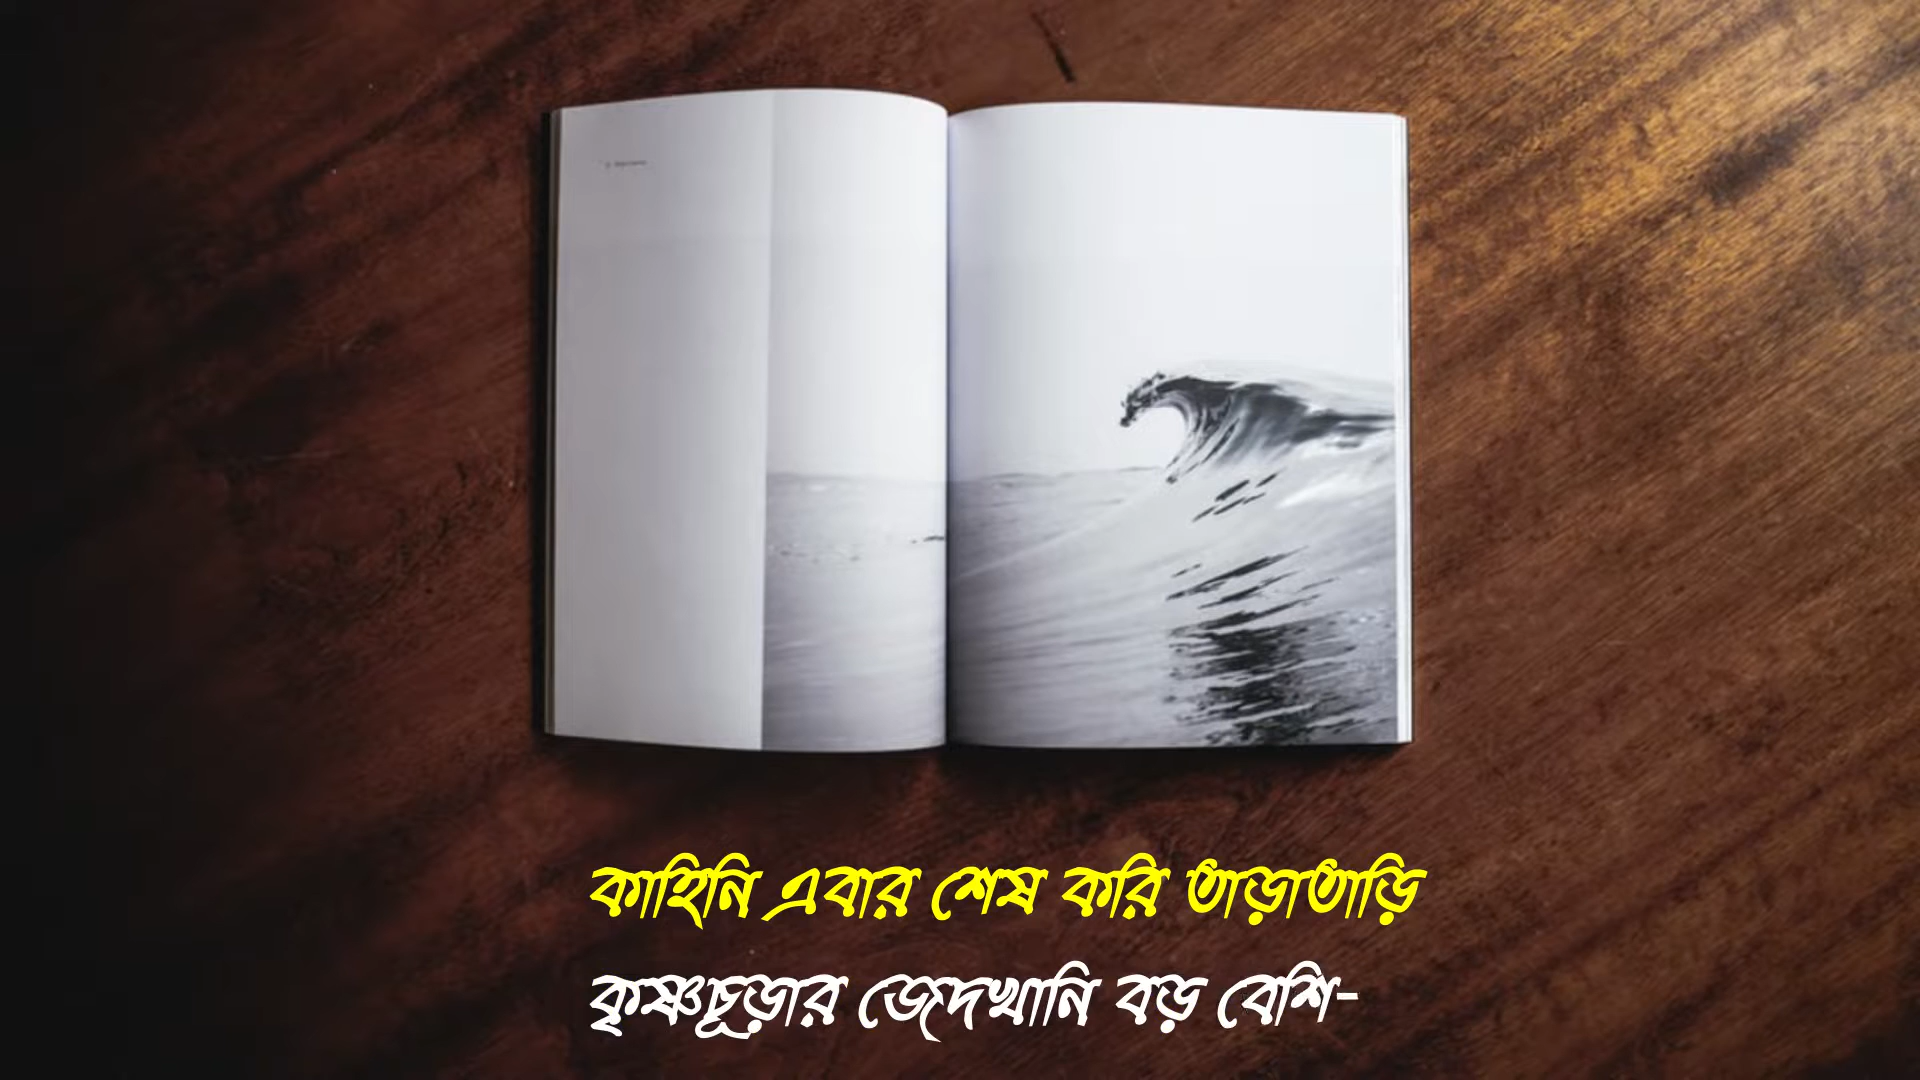 কাহিনি এবার শেষ করি তাড়াতাড়ি
কৃষ্ণচূড়ার জেদখানি বড় বেশি-